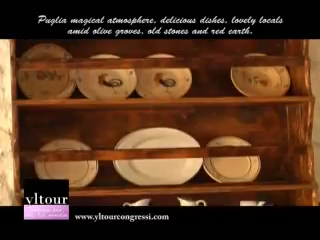 Puglia magical atmosphere, delicious dishes, lovely locals
amid olive groves, old stones and red earth.
yltour
www.yltourcongressi.com